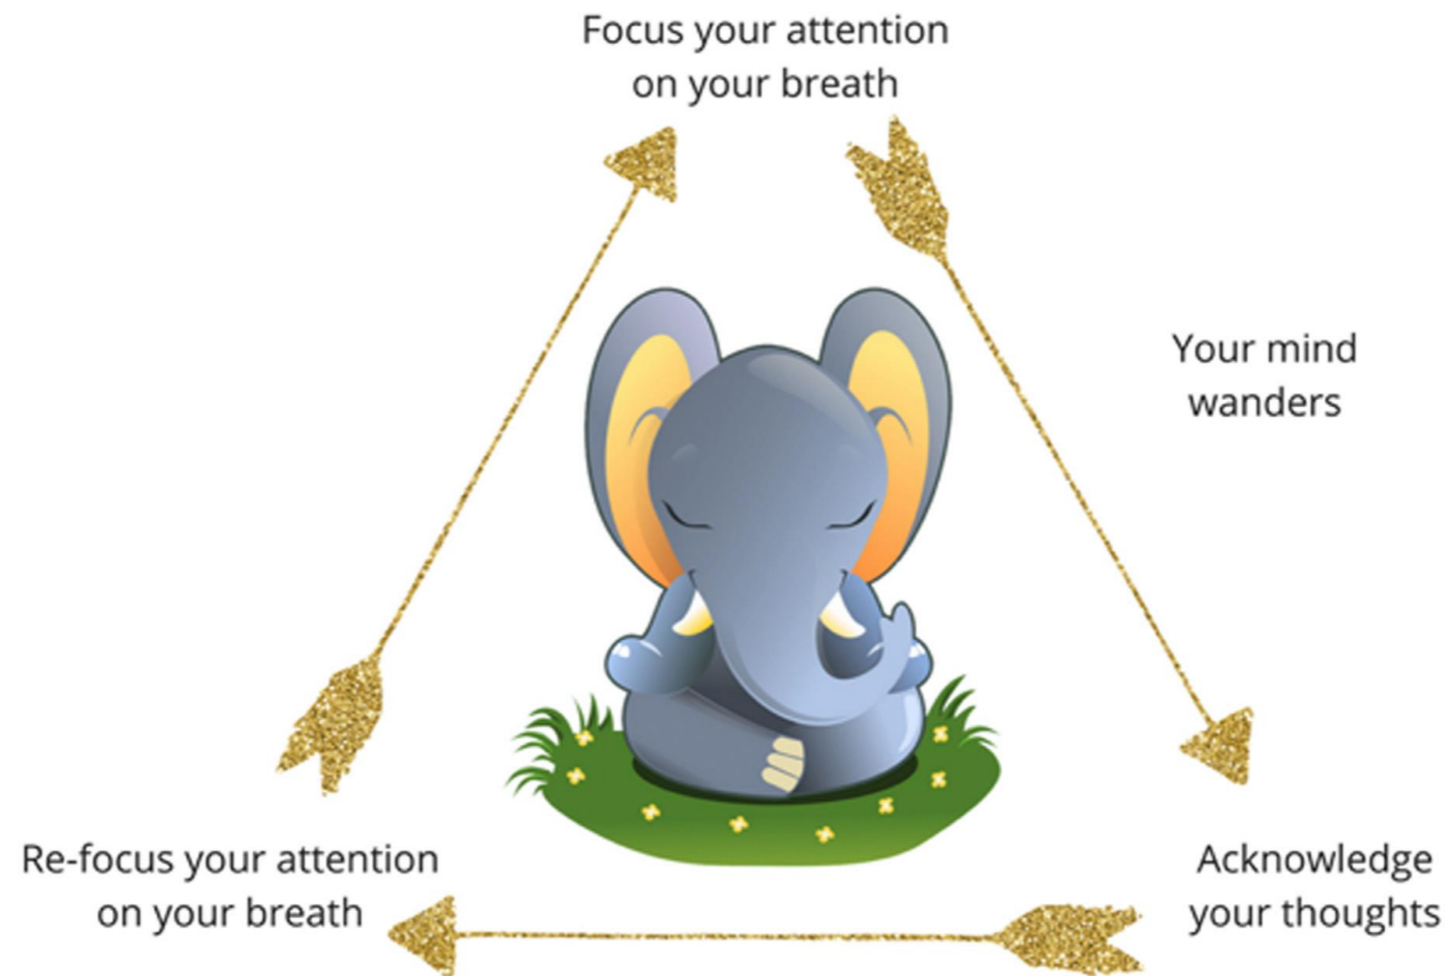 Focus your attention
on your breath
Your mind
wanders
Acknowledge
your thoughts
Re-focus your attention
on your breath